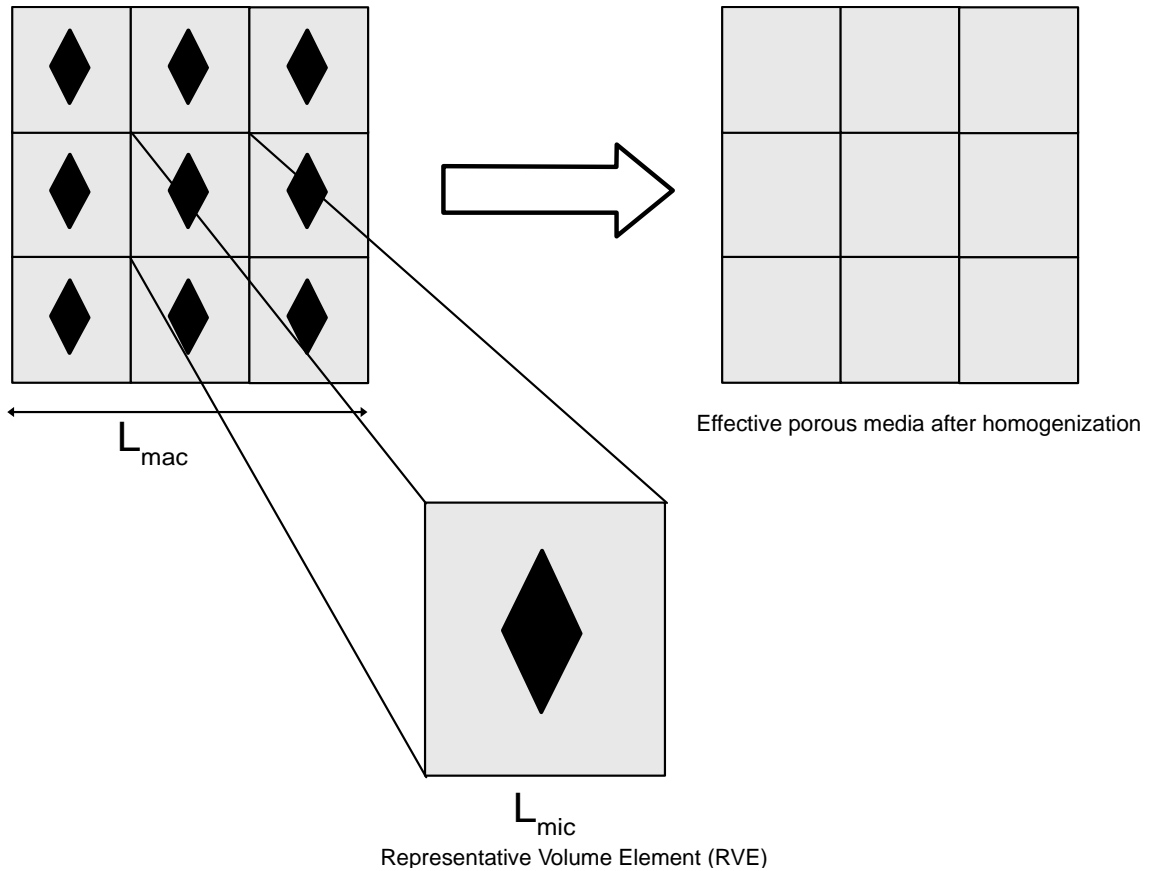 L_mac
Effective porous media after homogenization
L_mic
Representative Volume Element (RVE)